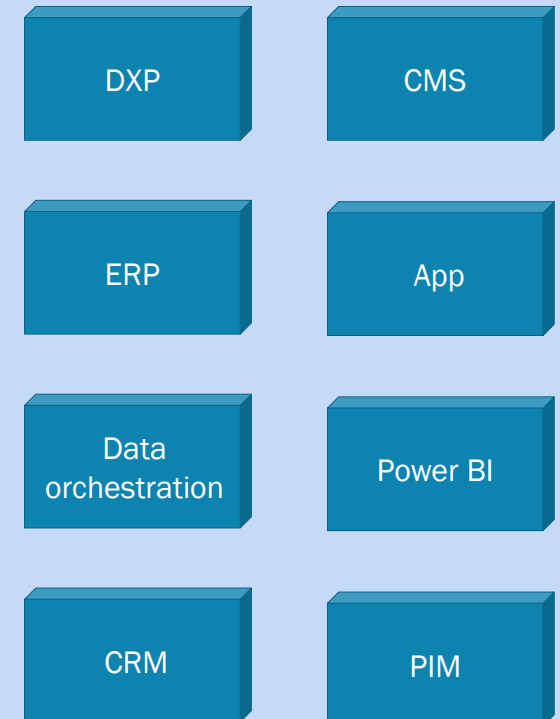 DXP
CMS
ERP
App
Data
orchestration
Power BI
CRM
PIM